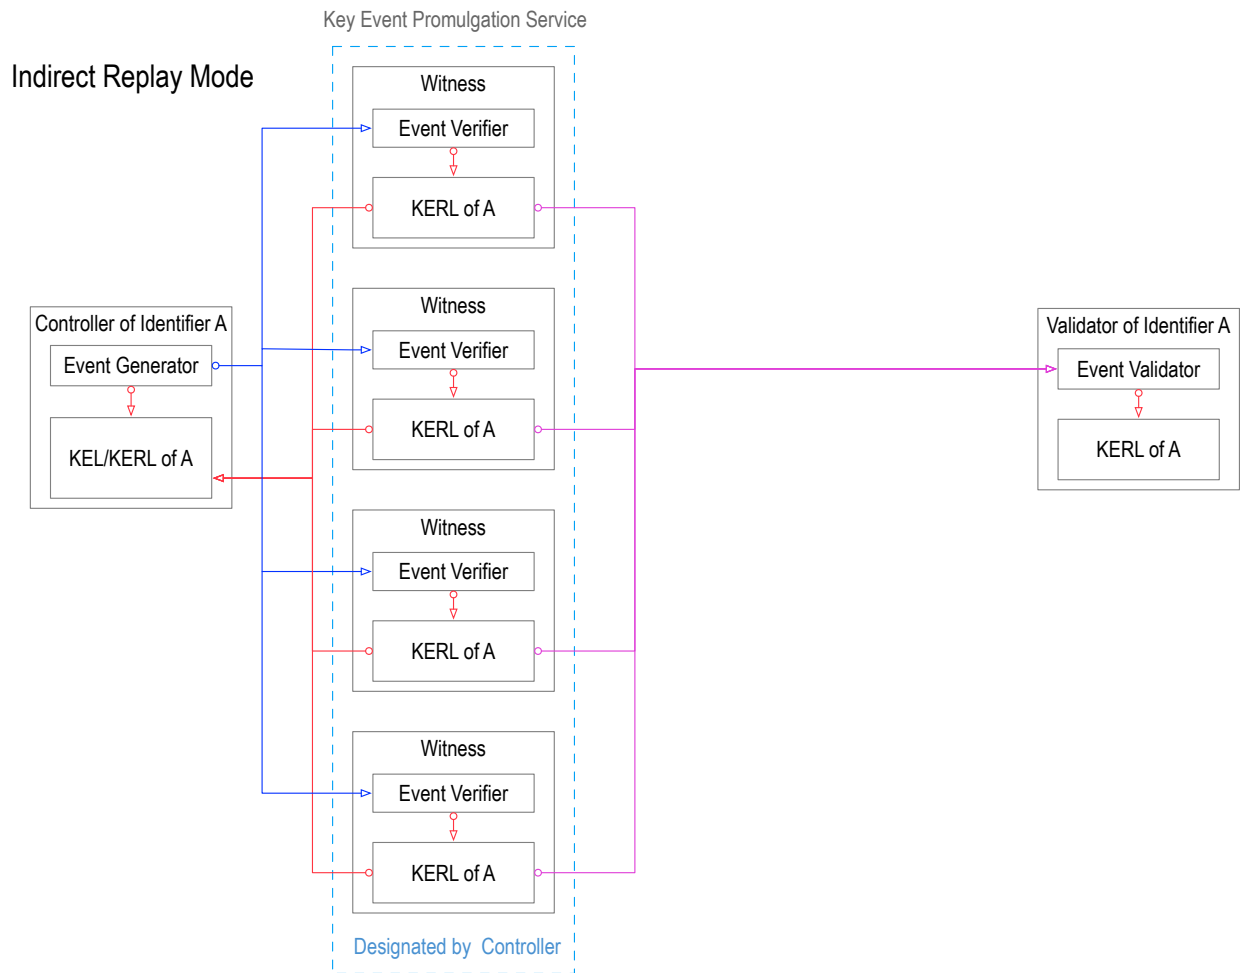 Key Event Promulgation Service
Indirect Replay Mode
Witness
Event Verifier
KERL of A
Witness
Event Verifier
KERL of A
Controller of Identifier A
Event Generator
KEL/KERL of A
Validator of Identifier A
Event Validator
KERL of A
Witness
Event Verifier
KERL of A
Witness
Event Verifier
KERL of A
Designated by Controller